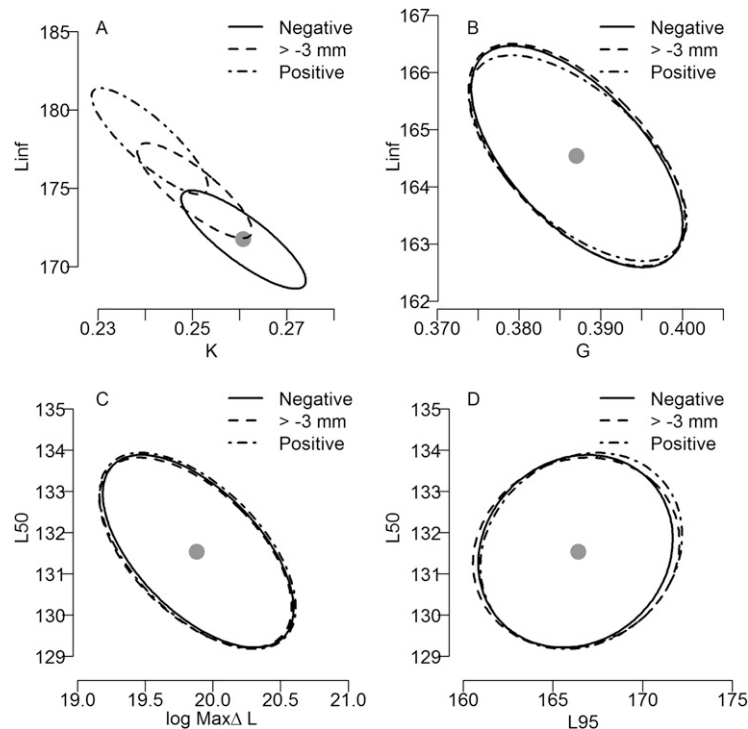 A
Negative
> -3 mm
Positive
185
180
175
170
Linf
0.23
0.25
0.27
K
B
Negative
> -3 mm
Positive
167
166
165
164
163
162
Linf
0.370
0.380
0.390
0.400
G
C
Negative
> -3 mm
Positive
135
134
133
132
131
130
129
L50
19.0
19.5
20.0
20.5
21.0
log MaxΔ L
D
Negative
> -3 mm
Positive
135
134
133
132
131
130
129
L50
160
165
170
175
L95